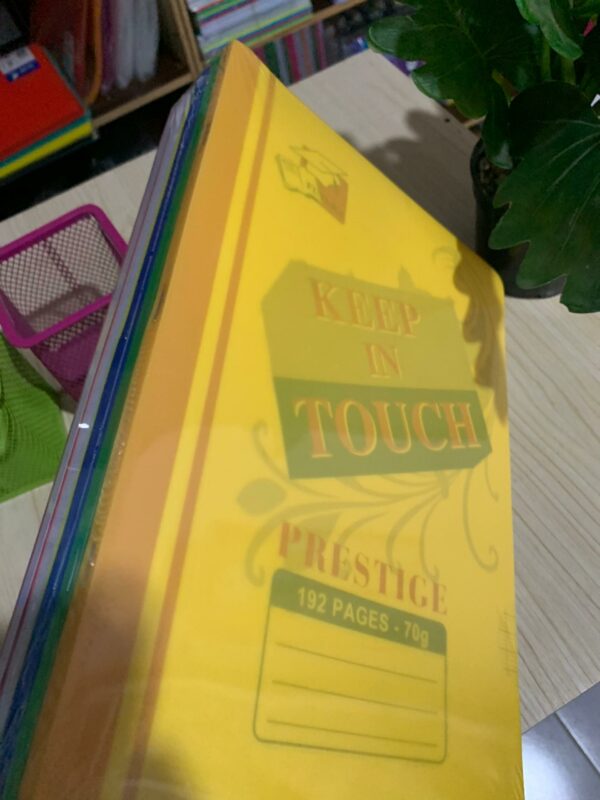 KEEP
IN
TOUCH
PRESTIGE
192 PAGES - 70g